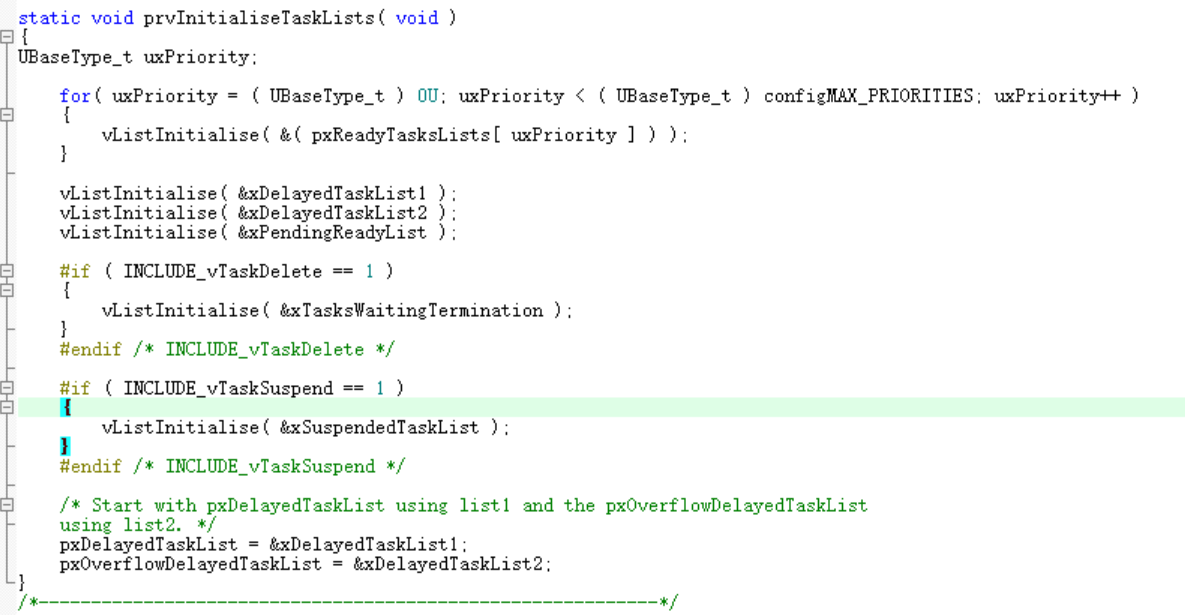 static void prvInitialiseTaskLists( void )
{
UBaseType_t uxPriority;
for( uxPriority = ( UBaseType_t ) 0U; uxPriority < ( UBaseType_t ) configMAX_PRIORITIES; uxPriority++ )
{
vListInitialise( &( pxReadyTasksLists[ uxPriority ] ) );
}
vListInitialise( &xDelayedTaskList1 );
vListInitialise( &xDelayedTaskList2 );
vListInitialise( &xPendingReadyList );
#if ( INCLUDE_vTaskDelete == 1 )
{
vListInitialise( &xTasksWaitingTermination );
}
#endif /* INCLUDE_vTaskDelete */
#if ( INCLUDE_vTaskSuspend == 1 )
{
vListInitialise( &xSuspendedTaskList );
}
#endif /* INCLUDE_vTaskSuspend */
/* Start with pxDelayedTaskList using list1 and the pxOverflowDelayedTaskList
using list2. */
pxDelayedTaskList = &xDelayedTaskList1;
pxOverflowDelayedTaskList = &xDelayedTaskList2;
}
/*-----------------------------------------------------------*/